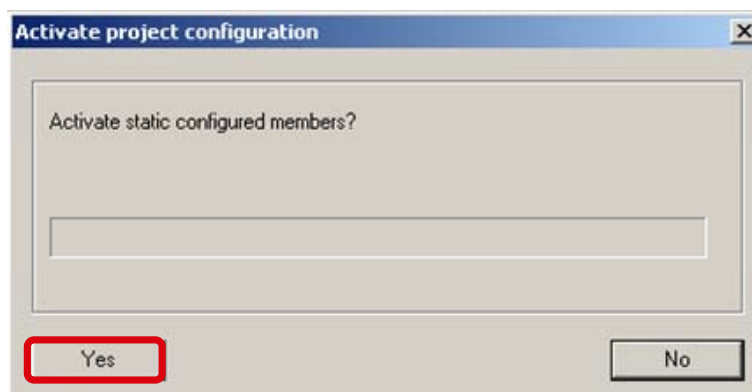 Activate project configuration
Activate static configured members?
Yes
No